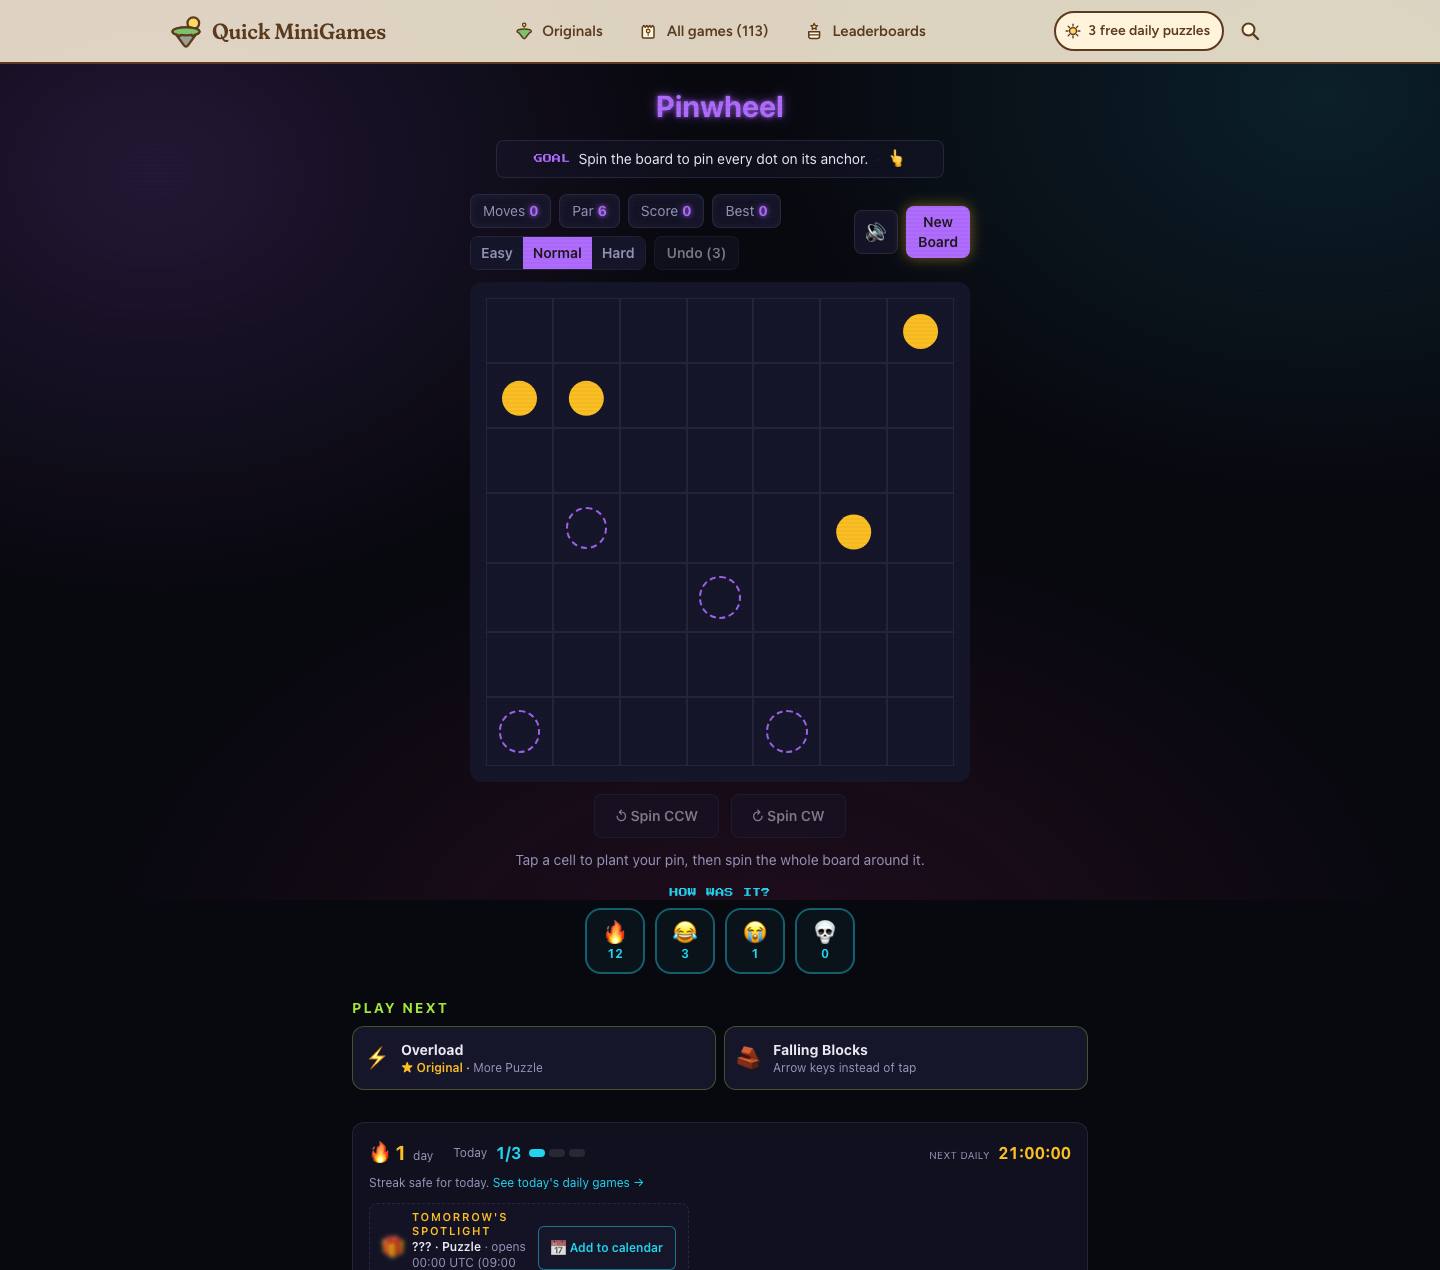 Quick MiniGames
Originals
All games (113)
Leaderboards
3 free daily puzzles
Pinwheel
GOAL Spin the board to pin every dot on its anchor.
Moves 0
Par 6
Score 0
Best 0
New
Board
Easy
Normal
Hard
Undo (3)
↺ Spin CCW
↻ Spin CW
Tap a cell to plant your pin, then spin the whole board around it.
HOW WAS IT?
12
3
1
0
PLAY NEXT
Overload
Original · More Puzzle
Falling Blocks
Arrow keys instead of tap
1 day
Today 1/3
NEXT DAILY 21:00:00
Streak safe for today. See today's daily games →
TOMORROW'S
SPOTLIGHT
??? · Puzzle · opens
00:00 UTC (09:00
Add to calendar